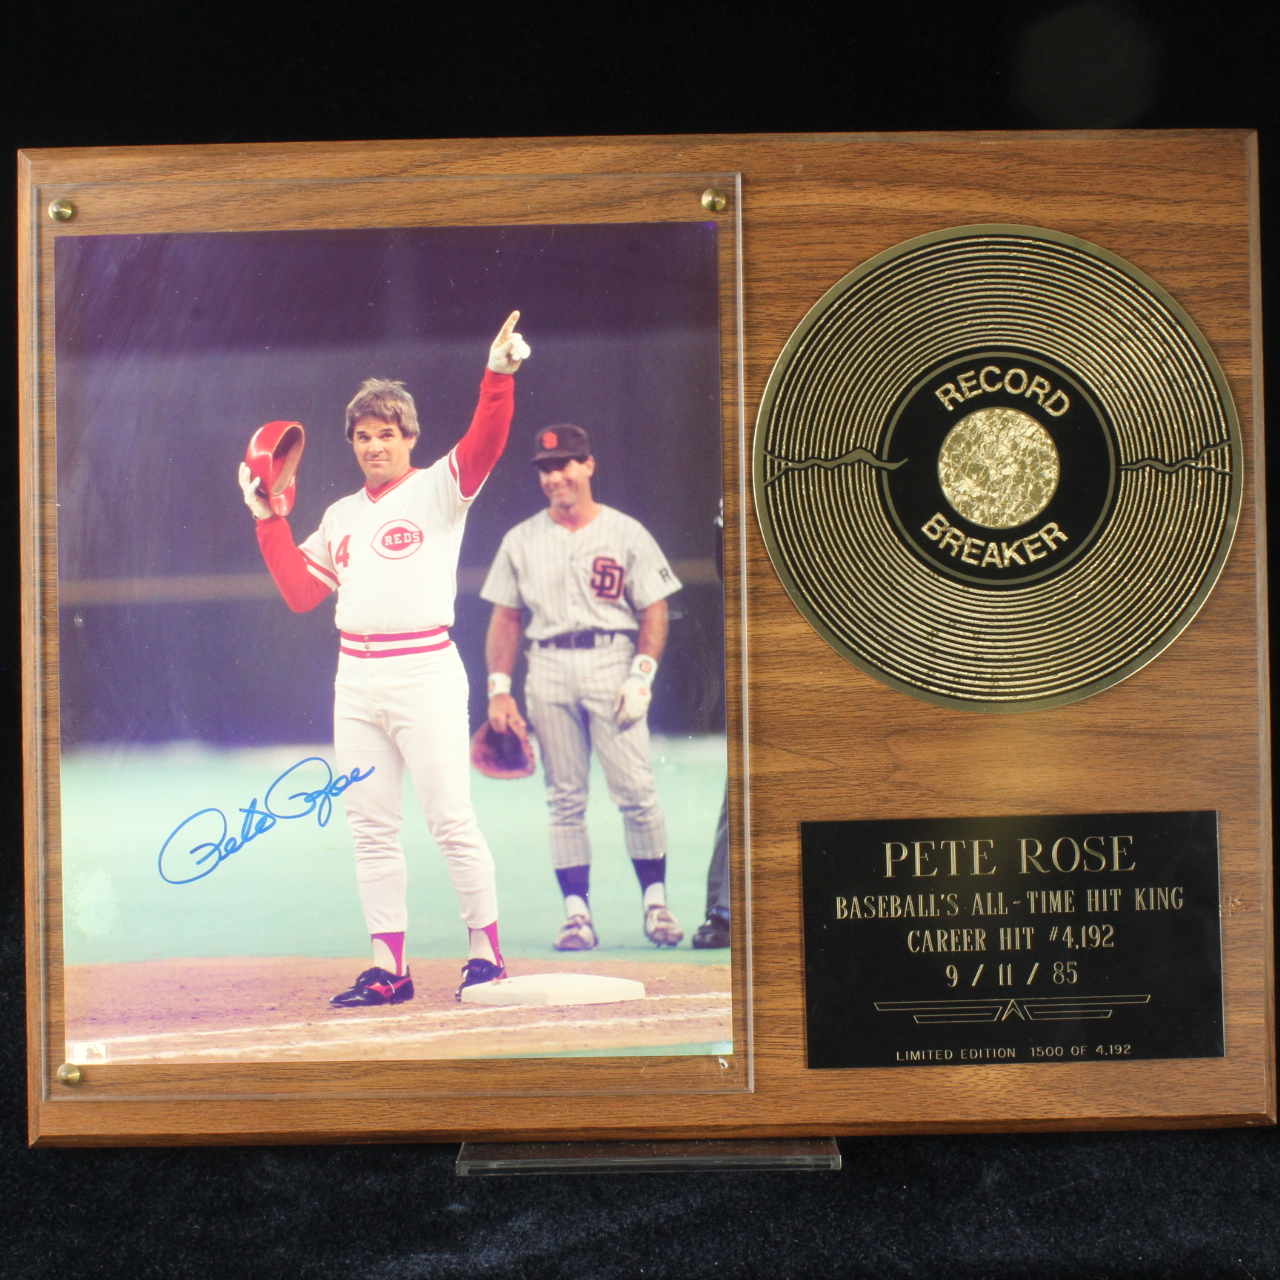 14
REDS
SD
R
Pete Rose
RECORD
BREAKER
PETE ROSE
BASEBALL'S ALL-TIME HIT KING
CAREER HIT #4,192
9 / 11 / 85
LIMITED EDITION 1500 OF 4,192